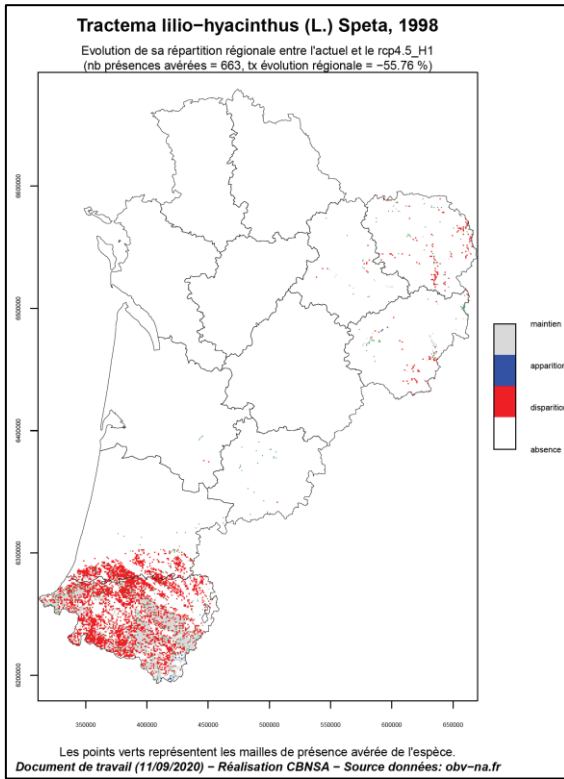 Tractema lilio−hyacinthus (L.) Speta, 1998
Evolution de sa répartition régionale entre l'actuel et le rcp4.5_H1
(nb présences avérées = 663, tx évolution régionale = −55.76 %)
6600000
6500000
6400000
6300000
6200000
maintien
apparition
disparition
absence
350000 400000 450000 500000 550000 600000 650000
Les points verts représentent les mailles de présence avérée de l'espèce.
Document de travail (11/09/2020) − Réalisation CBNSA − Source données: obv−na.fr